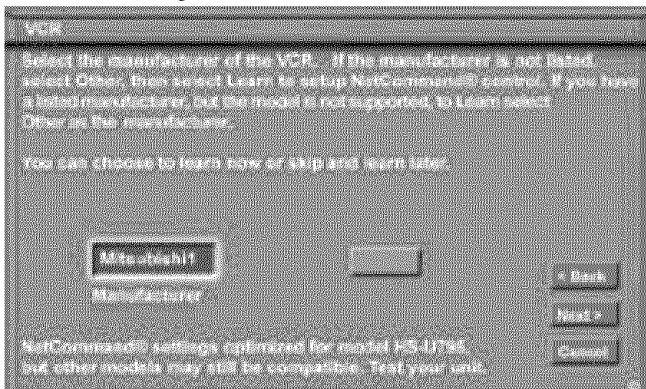 VCR
Select the manufacturer of the VCR. If the manufacturer is not listed,
select Other, then select Learn to setup NetCommand® control. If you have
a listed manufacturer, but the model is not supported, to Learn select
Other as the manufacturer.
You can choose to learn now or skip and learn later.
Mitsubishi1
Manufacturer
< Back
Next >
Cancel
NetCommand® settings optimized for model HS-U795,
but other models may still be compatible. Test your unit.